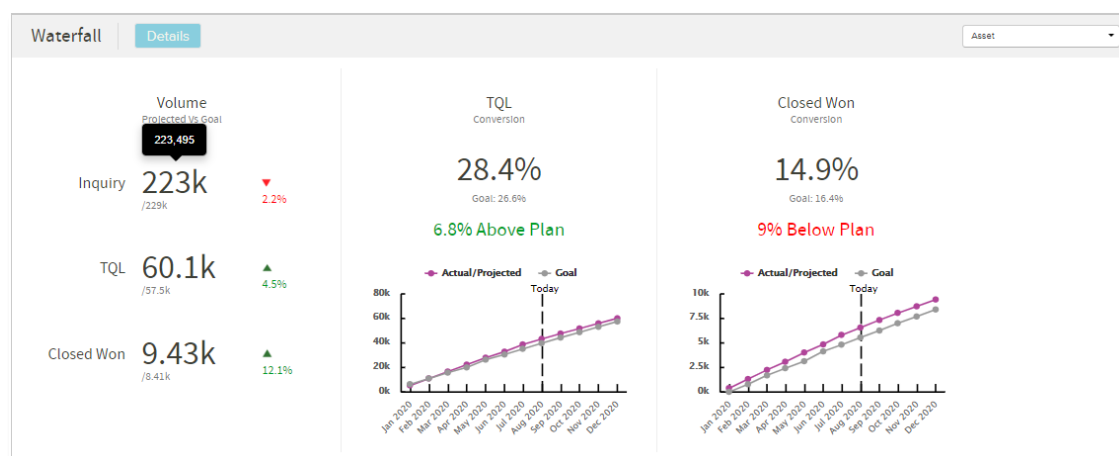 Waterfall
Details
Asset
Volume
Projected Vs Goal
223,495
Inquiry
223k
/229k
2.2%
TQL
60.1k
/57.5k
4.5%
Closed Won
9.43k
/8.41k
12.1%
TQL
Conversion
28.4%
Goal: 26.6%
6.8% Above Plan
Actual/Projected
Goal
Today
80k
60k
40k
20k
0k
Jan 2020
Feb 2020
Mar 2020
Apr 2020
May 2020
Jun 2020
Jul 2020
Aug 2020
Sep 2020
Oct 2020
Nov 2020
Dec 2020
Closed Won
Conversion
14.9%
Goal: 16.4%
9% Below Plan
Actual/Projected
Goal
Today
10k
7.5k
5k
2.5k
0k
Jan 2020
Feb 2020
Mar 2020
Apr 2020
May 2020
Jun 2020
Jul 2020
Aug 2020
Sep 2020
Oct 2020
Nov 2020
Dec 2020